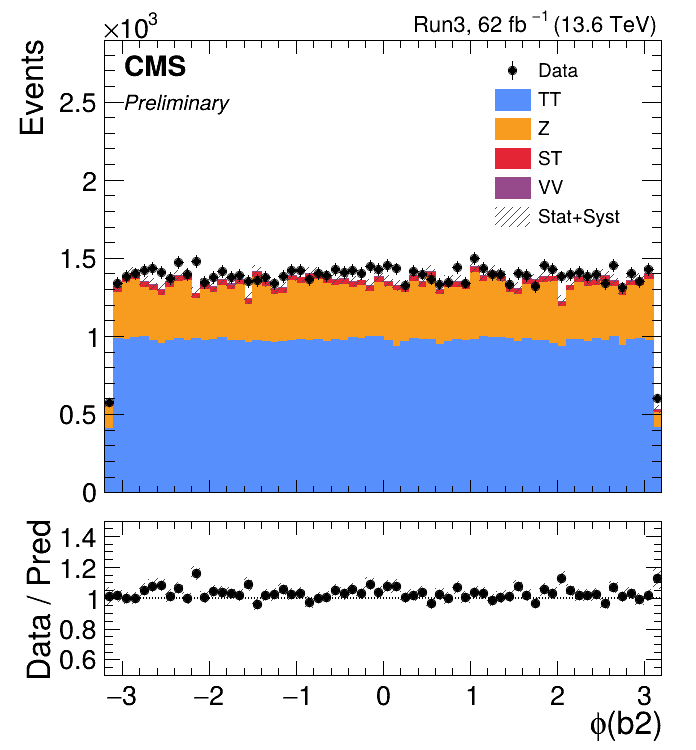 ×10³
Run3, 62 fb⁻¹ (13.6 TeV)
Events
CMS
Preliminary
Data
TT
Z
ST
VV
Stat+Syst
2.5
2
1.5
1
0.5
0
Data / Pred
1.4
1.2
1
0.8
0.6
−3 −2 −1 0 1 2 3
ϕ(b2)